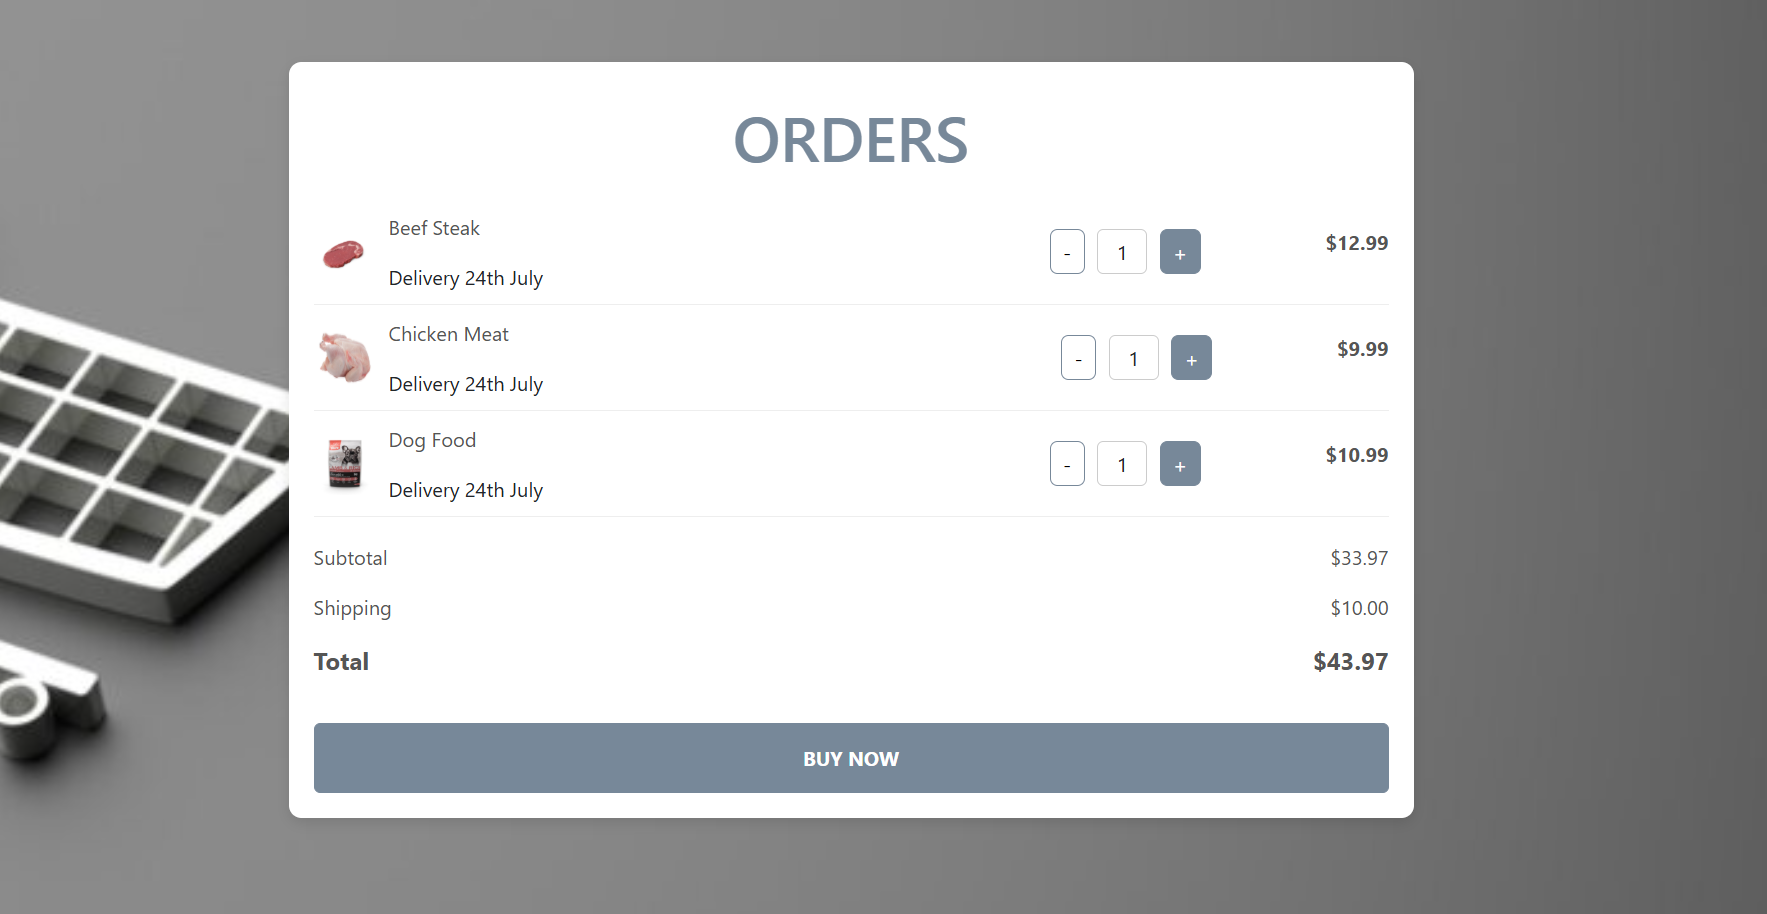 ORDERS
Beef Steak
Delivery 24th July
- 1 + $12.99
Chicken Meat
Delivery 24th July
- 1 + $9.99
Dog Food
Delivery 24th July
- 1 + $10.99
Subtotal $33.97
Shipping $10.00
Total $43.97
BUY NOW